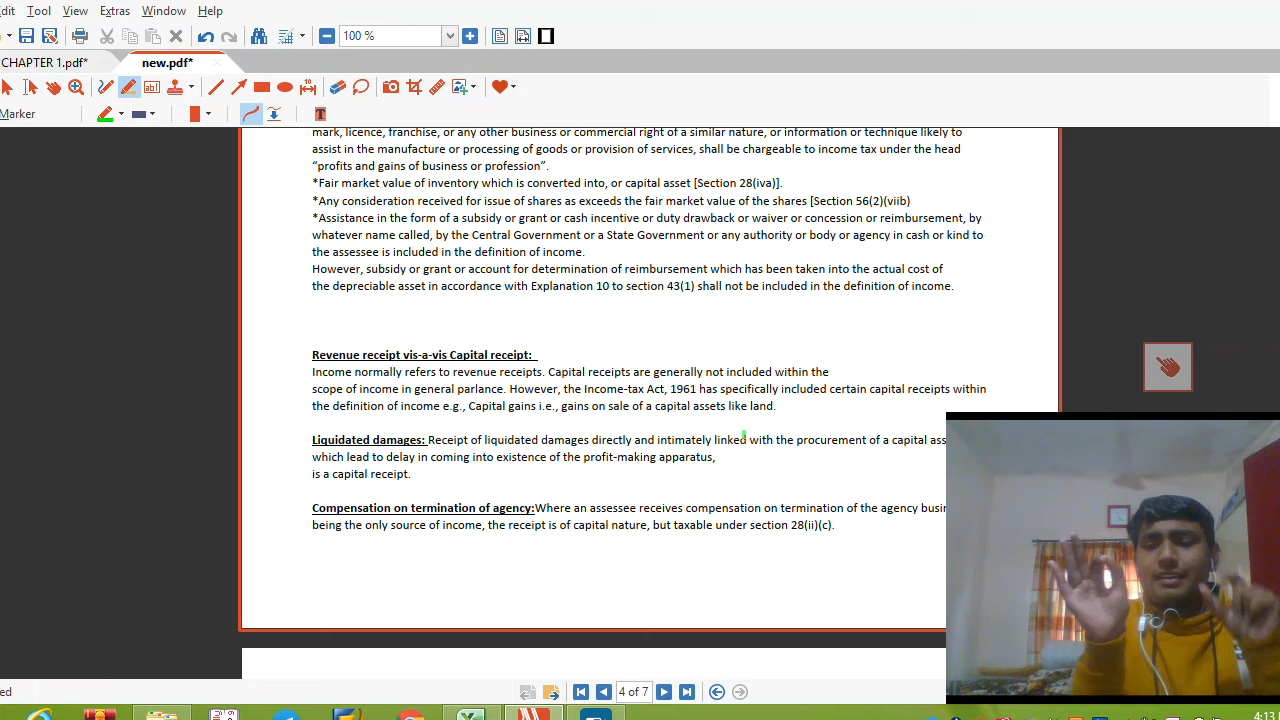 dit Tool View Extras Window Help
100 %
CHAPTER 1.pdf* new.pdf*
Marker
mark, licence, franchise, or any other business or commercial right of a similar nature, or information or technique likely to
assist in the manufacture or processing of goods or provision of services, shall be chargeable to income tax under the head
“profits and gains of business or profession”.
*Fair market value of inventory which is converted into, or capital asset [Section 28(iva)].
*Any consideration received for issue of shares as exceeds the fair market value of the shares [Section 56(2)(viib)
*Assistance in the form of a subsidy or grant or cash incentive or duty drawback or waiver or concession or reimbursement, by
whatever name called, by the Central Government or a State Government or any authority or body or agency in cash or kind to
the assessee is included in the definition of income.
However, subsidy or grant or account for determination of reimbursement which has been taken into the actual cost of
the depreciable asset in accordance with Explanation 10 to section 43(1) shall not be included in the definition of income.
Revenue receipt vis-a-vis Capital receipt:
Income normally refers to revenue receipts. Capital receipts are generally not included within the
scope of income in general parlance. However, the Income-tax Act, 1961 has specifically included certain capital receipts within
the definition of income e.g., Capital gains i.e., gains on sale of a capital assets like land.
Liquidated damages: Receipt of liquidated damages directly and intimately linked with the procurement of a capital ass
which lead to delay in coming into existence of the profit-making apparatus,
is a capital receipt.
Compensation on termination of agency:Where an assessee receives compensation on termination of the agency busin
being the only source of income, the receipt is of capital nature, but taxable under section 28(ii)(c).
ed
4 of 7
4:13